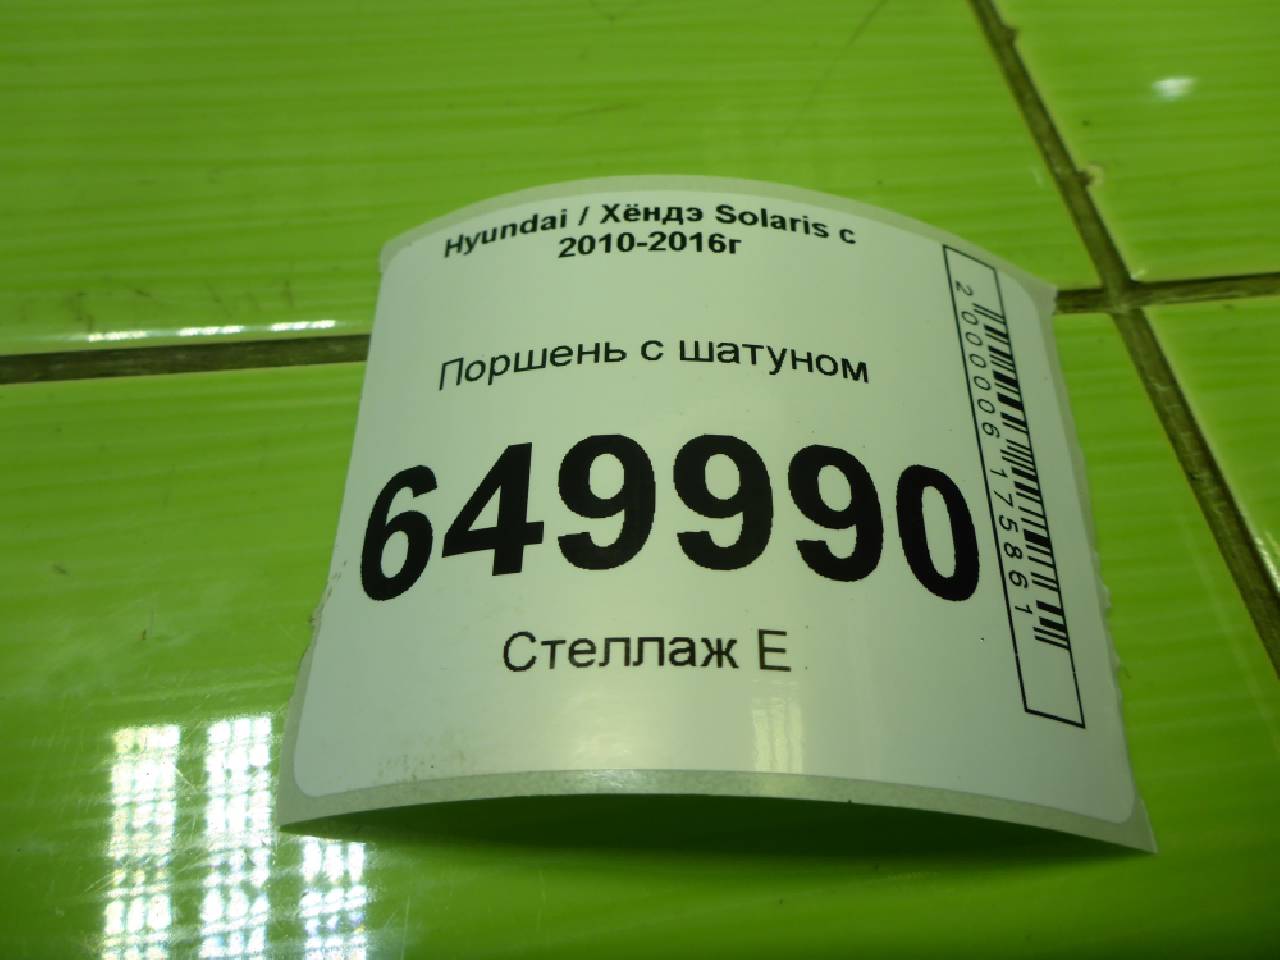 Hyundai / Хёндэ Solaris с
2010-2016г
Поршень с шатуном
649990
Стеллаж Е
2000006175861